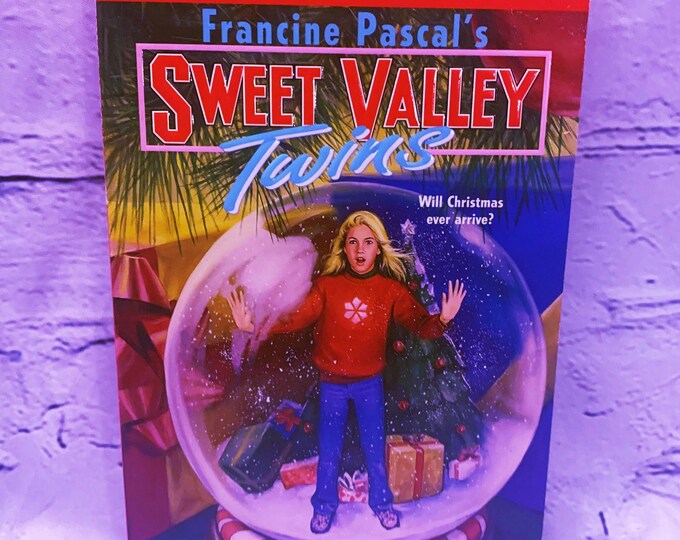 Francine Pascal's
SWEET VALLEY
Twins
Will Christmas
ever arrive?